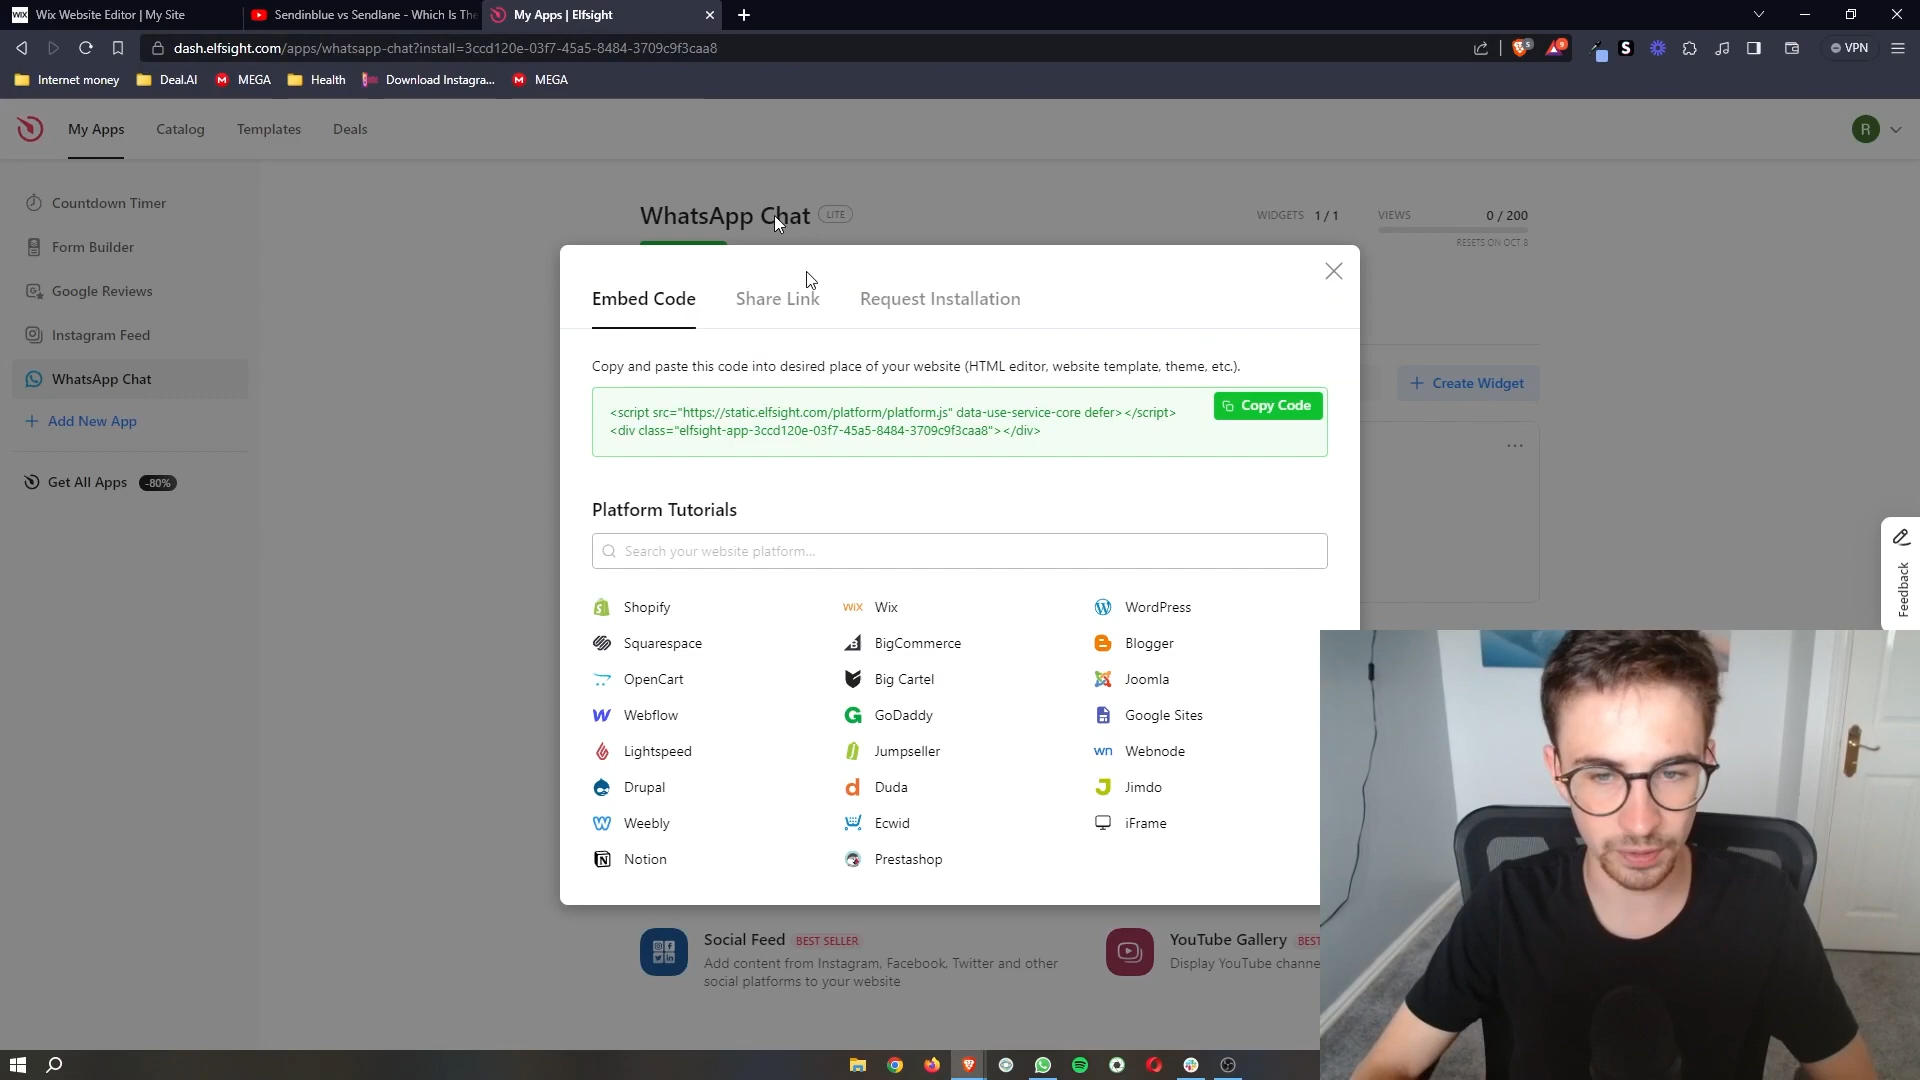 WIX Wix Website Editor | My Site
Sendinblue vs Sendlane - Which Is The
My Apps | Elfsight
dash.elfsight.com/apps/whatsapp-chat?install=3ccd120e-03f7-45a5-8484-3709c9f3caa8
VPN
Internet money
Deal.AI
MEGA
Health
Download Instagra...
MEGA
My Apps
Catalog
Templates
Deals
R
Countdown Timer
Form Builder
Google Reviews
Instagram Feed
WhatsApp Chat
+ Add New App
Get All Apps -80%
WhatsApp Chat LITE
WIDGETS 1 / 1
VIEWS 0 / 200
RESETS ON OCT 8
+ Create Widget
Embed Code
Share Link
Request Installation
Copy and paste this code into desired place of your website (HTML editor, website template, theme, etc.).
<script src="https://static.elfsight.com/platform/platform.js" data-use-service-core defer></script>
<div class="elfsight-app-3ccd120e-03f7-45a5-8484-3709c9f3caa8"></div>
Copy Code
Platform Tutorials
Search your website platform...
Shopify
WIX Wix
WordPress
Squarespace
BigCommerce
Blogger
OpenCart
Big Cartel
Joomla
Webflow
GoDaddy
Google Sites
Lightspeed
Jumpseller
wn Webnode
Drupal
Duda
Jimdo
Weebly
Ecwid
iFrame
Notion
Prestashop
Social Feed BEST SELLER
Add content from Instagram, Facebook, Twitter and other
social platforms to your website
YouTube Gallery BEST
Display YouTube channe
Feedback